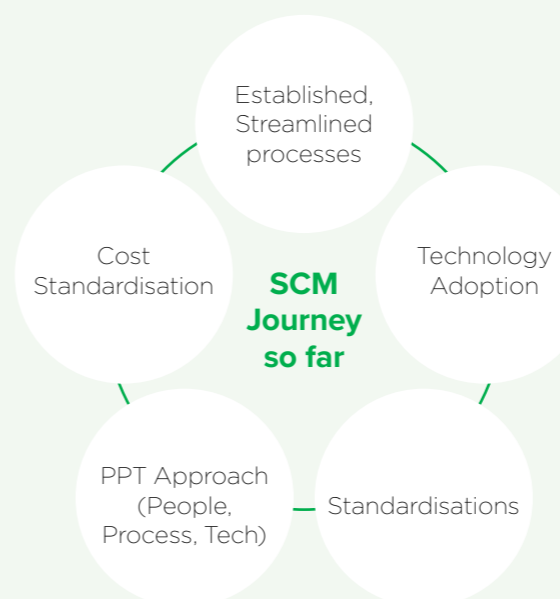 Established,
Streamlined
processes
Technology
Adoption
Standardisations
PPT Approach
(People,
Process, Tech)
Cost
Standardisation
SCM
Journey
so far